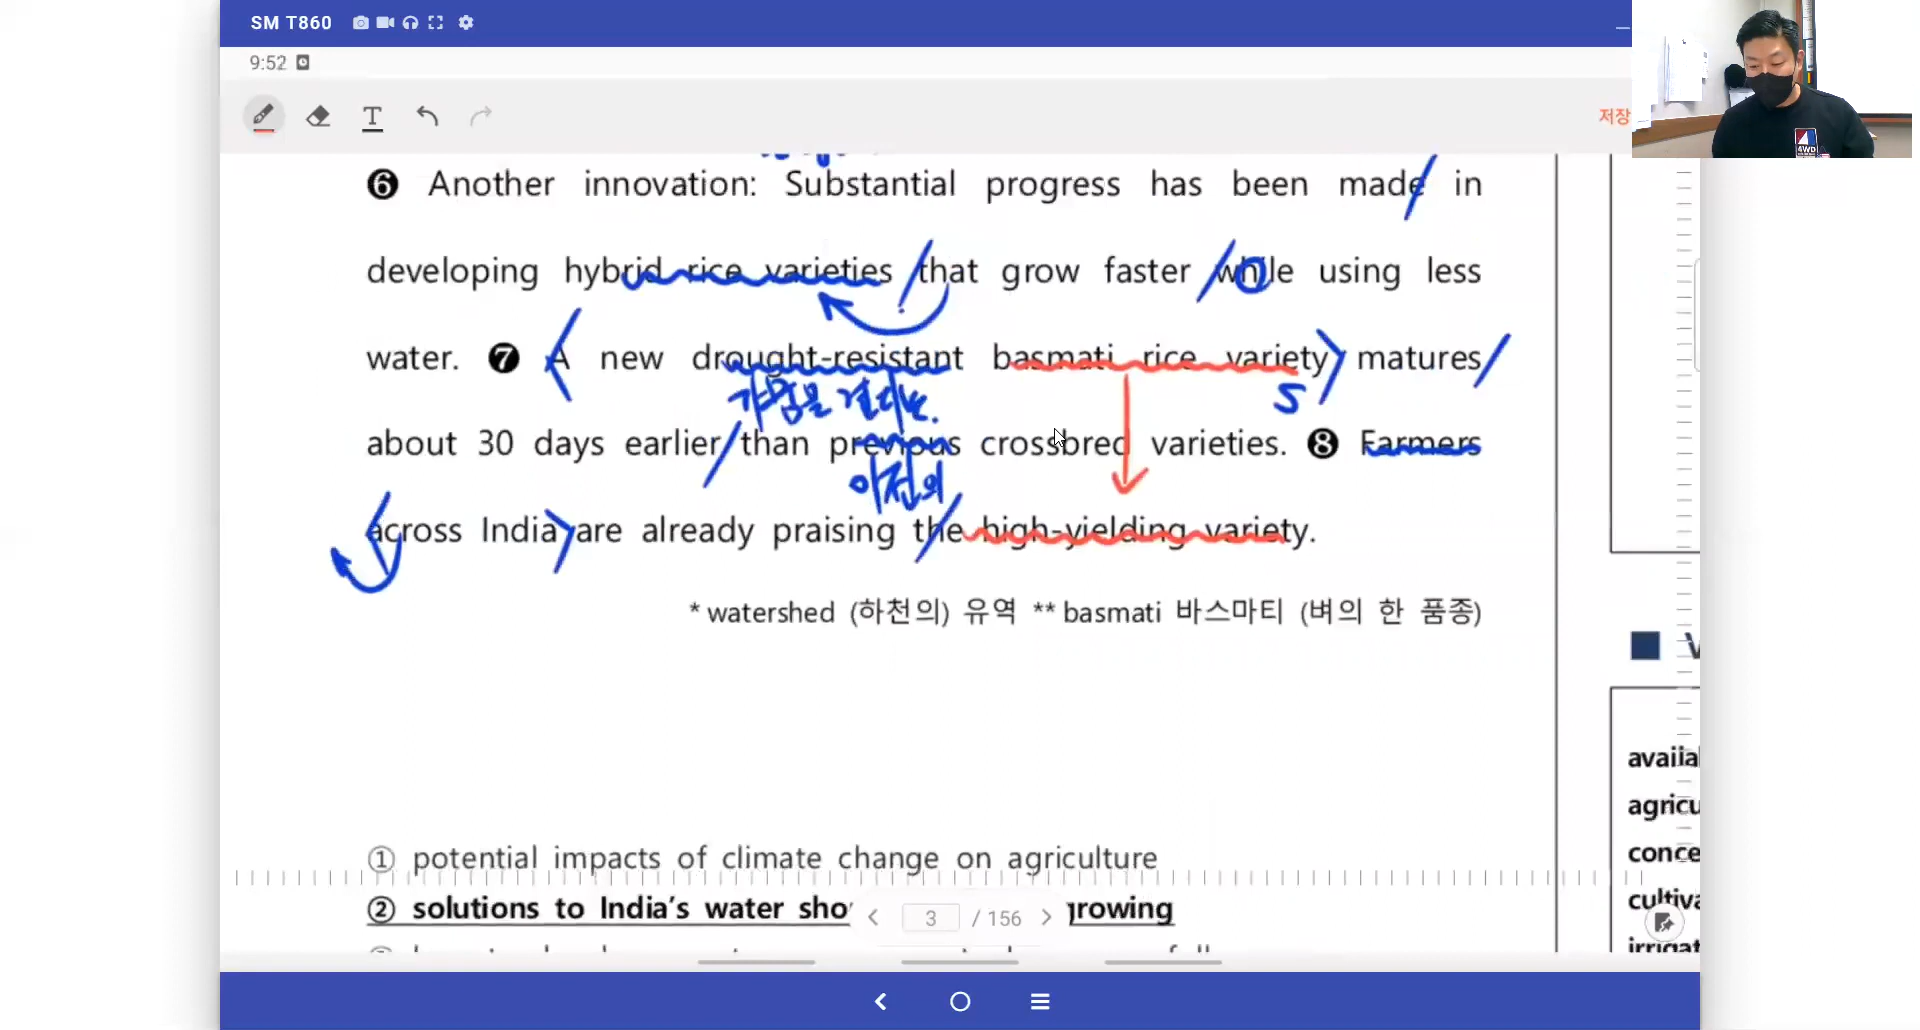 SM T860
9:52
저장
4WD
❻ Another innovation: Substantial progress has been made in
developing hybrid rice varieties that grow faster while using less
water. ❼ A new drought-resistant basmati rice variety matures
S
가뭄을 견디는.
about 30 days earlier than previous crossbred varieties. ❽ Farmers
이전의
across India are already praising the high-yielding variety.
* watershed (하천의) 유역 ** basmati 바스마티 (벼의 한 품종)
① potential impacts of climate change on agriculture
② solutions to India's water sho growing
3 / 156
availa
agricu
conce
cultiva
irrigat